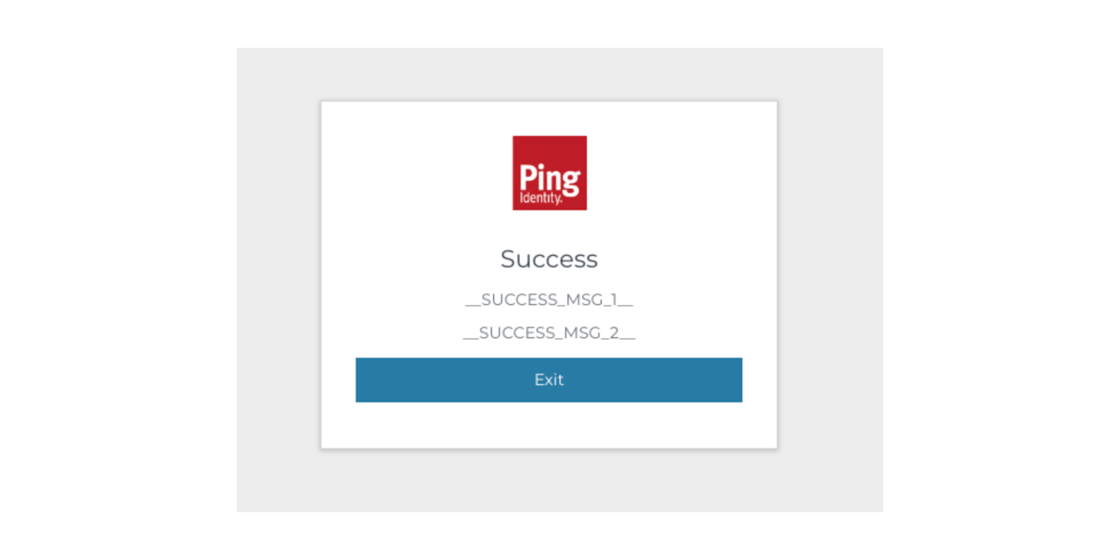 Ping
Identity.
Success
__SUCCESS_MSG_1__
__SUCCESS_MSG_2__
Exit